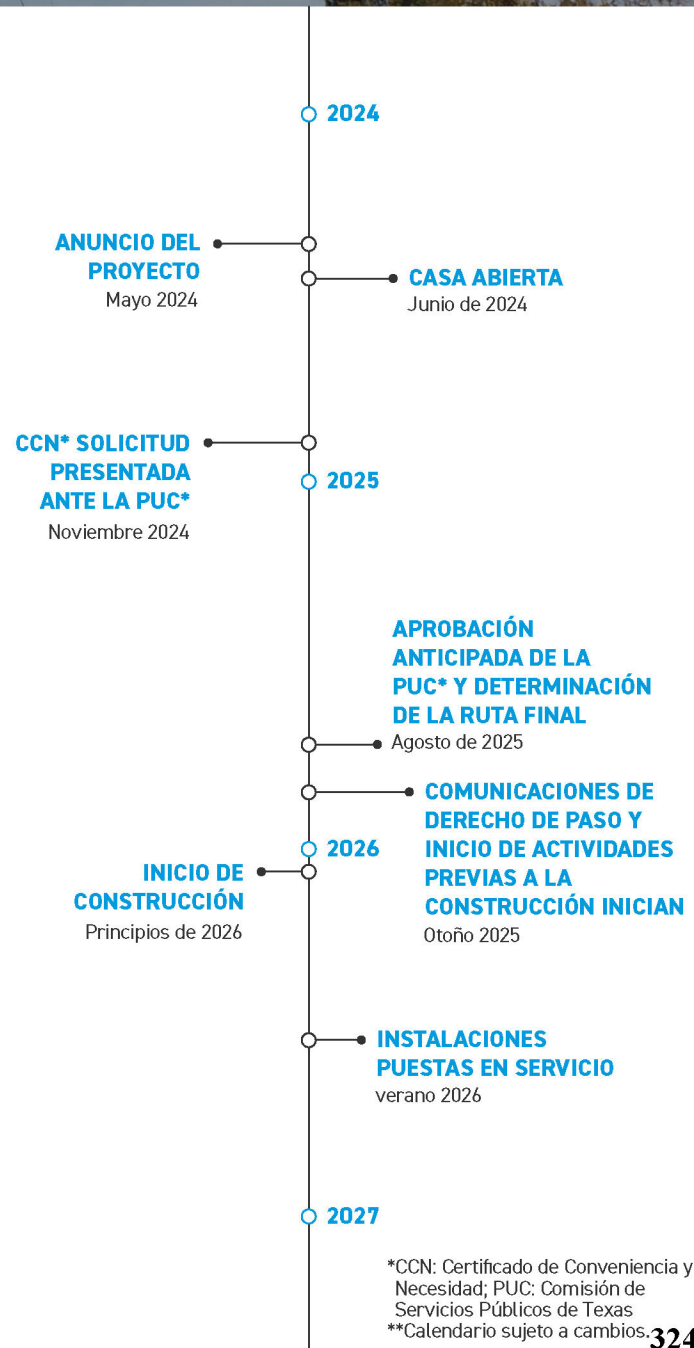 2024
ANUNCIO DEL
PROYECTO
Mayo 2024
CASA ABIERTA
Junio de 2024
CCN* SOLICITUD
PRESENTADA
ANTE LA PUC*
Noviembre 2024
2025
APROBACIÓN
ANTICIPADA DE LA
PUC* Y DETERMINACIÓN
DE LA RUTA FINAL
Agosto de 2025
COMUNICACIONES DE
DERECHO DE PASO Y
INICIO DE ACTIVIDADES
PREVIAS A LA
CONSTRUCCIÓN INICIAN
Otoño 2025
2026
INICIO DE
CONSTRUCCIÓN
Principios de 2026
INSTALACIONES
PUESTAS EN SERVICIO
verano 2026
2027
*CCN: Certificado de Conveniencia y
Necesidad; PUC: Comisión de
Servicios Públicos de Texas
**Calendario sujeto a cambios.
324